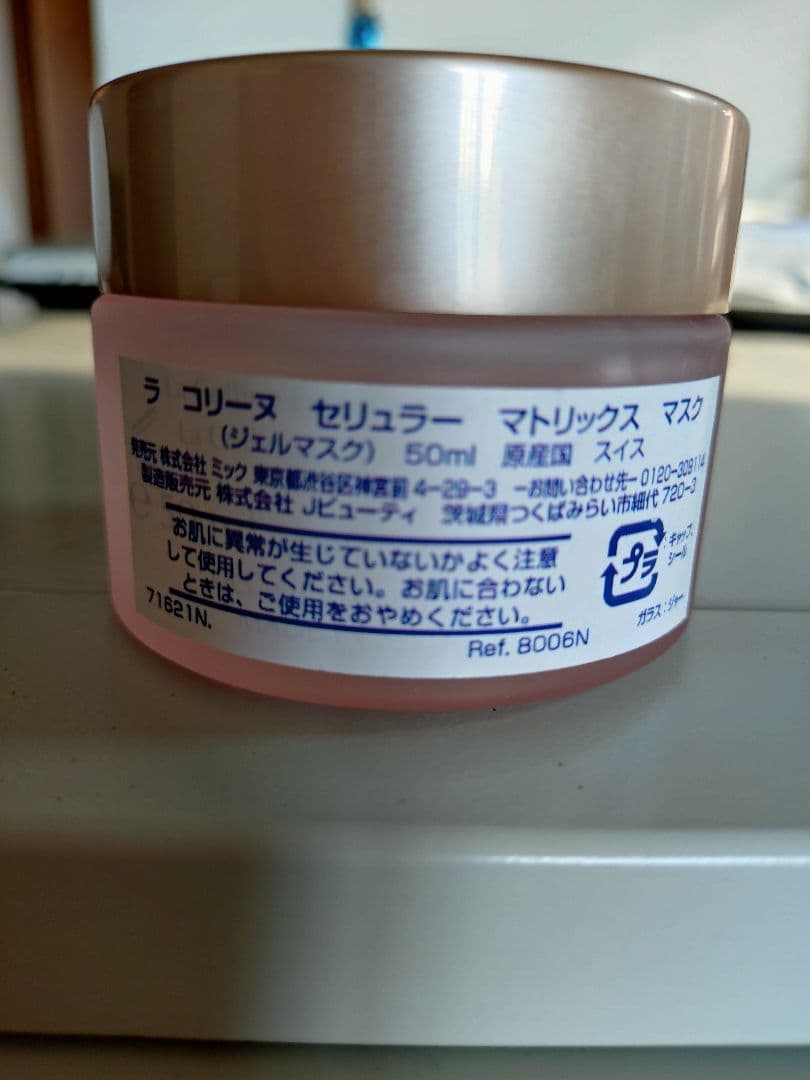 ラ コリーヌ セリュラー マトリックス マスク
(ジェルマスク) 50ml 原産国 スイス
発売元 株式会社 ミック 東京都渋谷区神宮前 4-29-3 ーお問い合わせ先ー 0120-309114
製造販売元 株式会社 Jビューティ 茨城県つくばみらい市細代 720-3
お肌に異常が生じていないかよく注意
して使用してください。お肌に合わない
ときは、ご使用をおやめください。
プラ
:キャップ、
シール
ガラス:ジャー
71621N.
Ref. 8006N